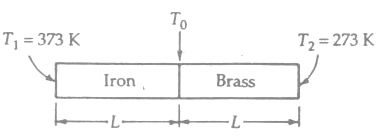 T₀
T₁ = 373 K
T₂ = 273 K
Iron
Brass
L
L